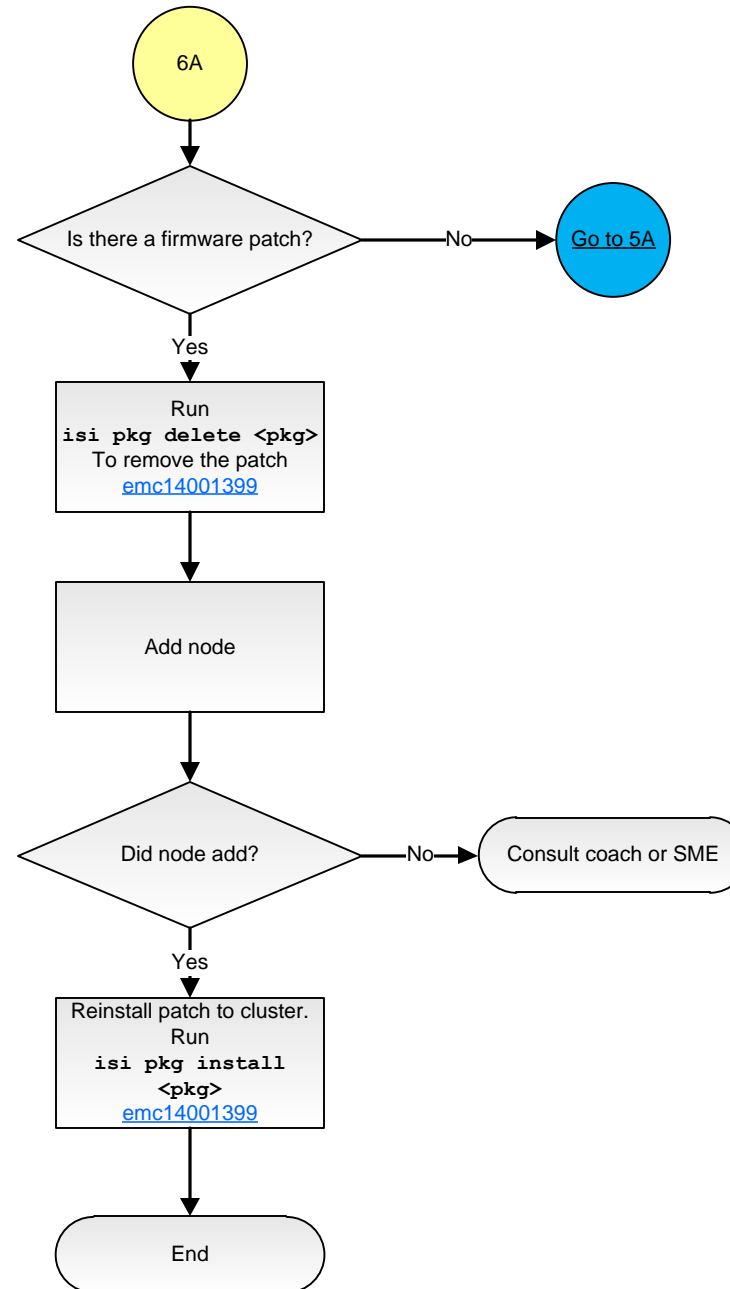 6A
Is there a firmware patch?
No
Go to 5A
Yes
Run
isi pkg delete <pkg>
To remove the patch
emc14001399
Add node
Did node add?
No
Consult coach or SME
Yes
Reinstall patch to cluster.
Run
isi pkg install
<pkg>
emc14001399
End